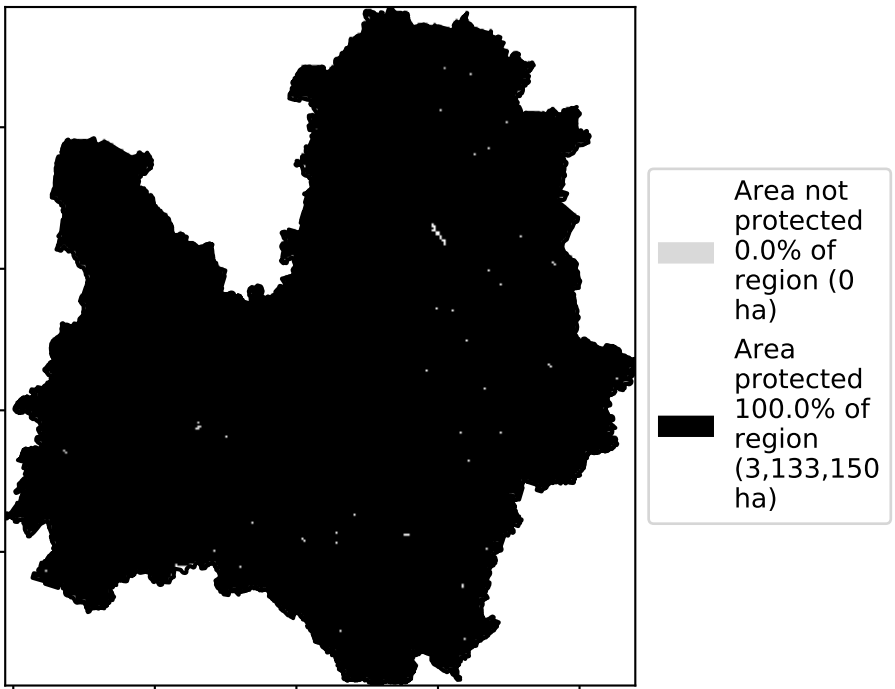 Area not
protected
0.0% of
region (0
ha)
Area
protected
100.0% of
region
(3,133,150
ha)